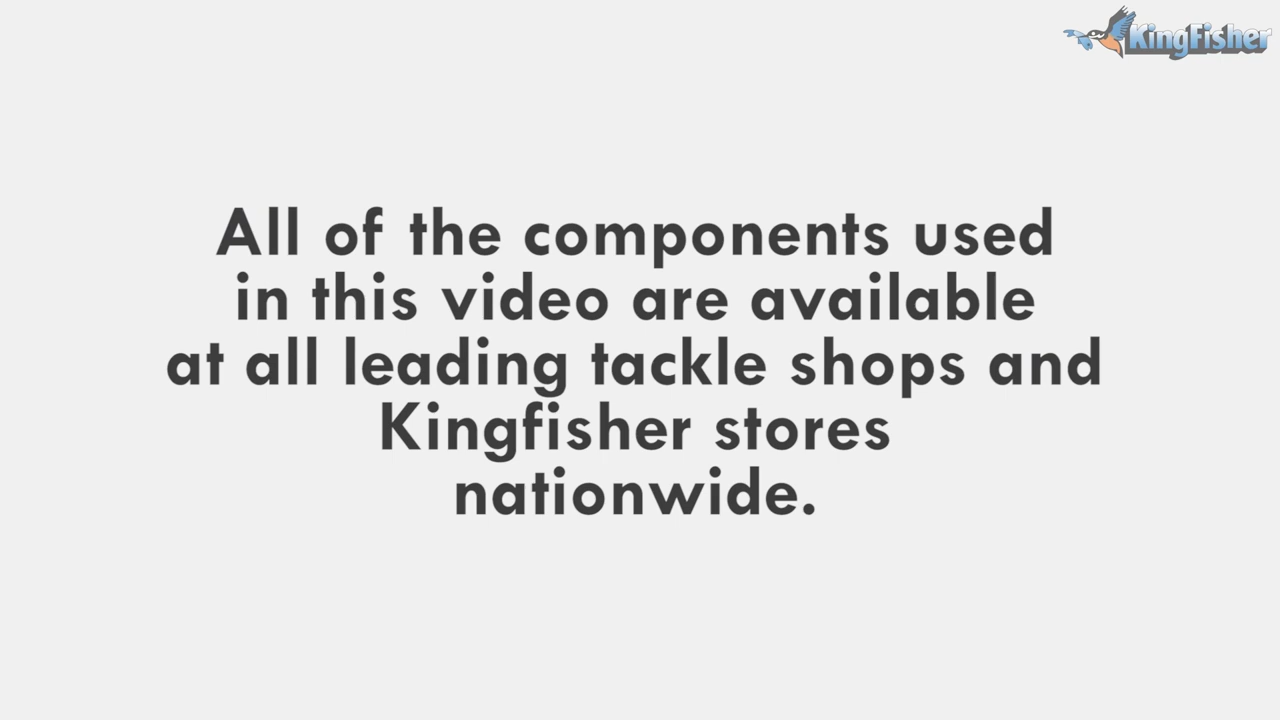 KingFisher
All of the components used
in this video are available
at all leading tackle shops and
Kingfisher stores
nationwide.